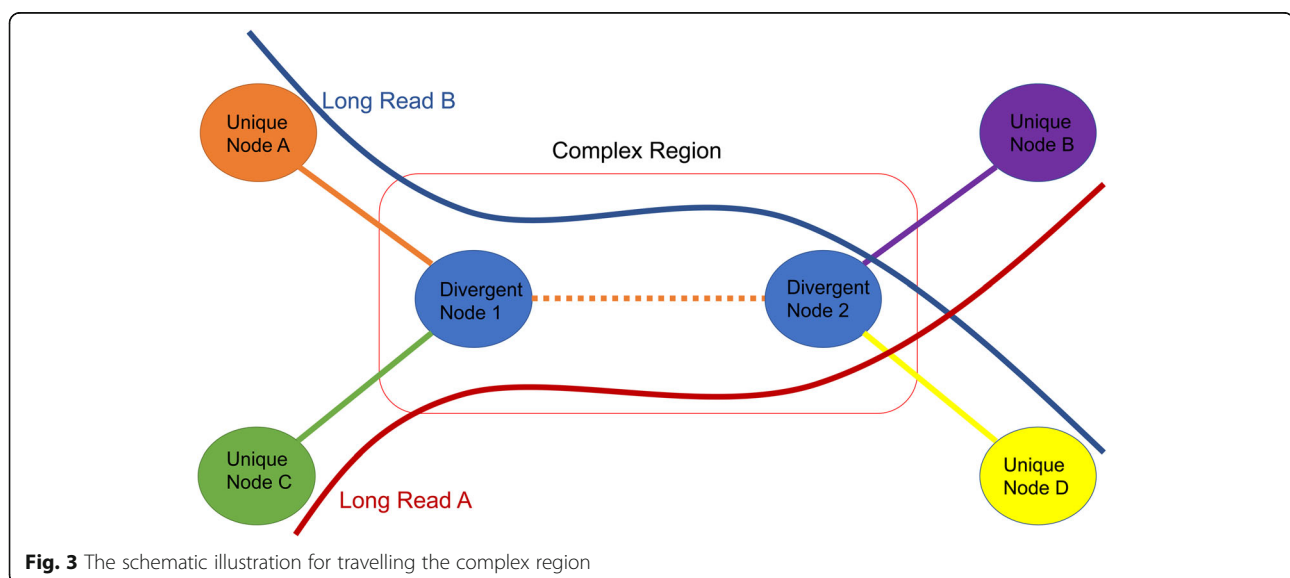 Long Read B
Unique
Node A
Unique
Node B
Complex Region
Divergent
Node 1
Divergent
Node 2
Unique
Node C
Long Read A
Unique
Node D
Fig. 3 The schematic illustration for travelling the complex region